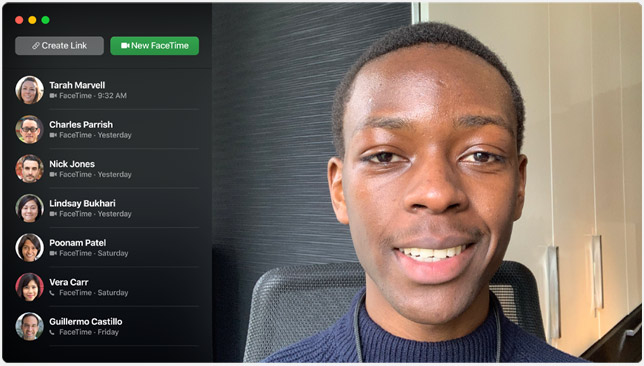 Create Link
New FaceTime
Tarah Marvell
FaceTime · 9:32 AM
Charles Parrish
FaceTime · Yesterday
Nick Jones
FaceTime · Yesterday
Lindsay Bukhari
FaceTime · Yesterday
Poonam Patel
FaceTime · Saturday
Vera Carr
FaceTime · Saturday
Guillermo Castillo
FaceTime · Friday